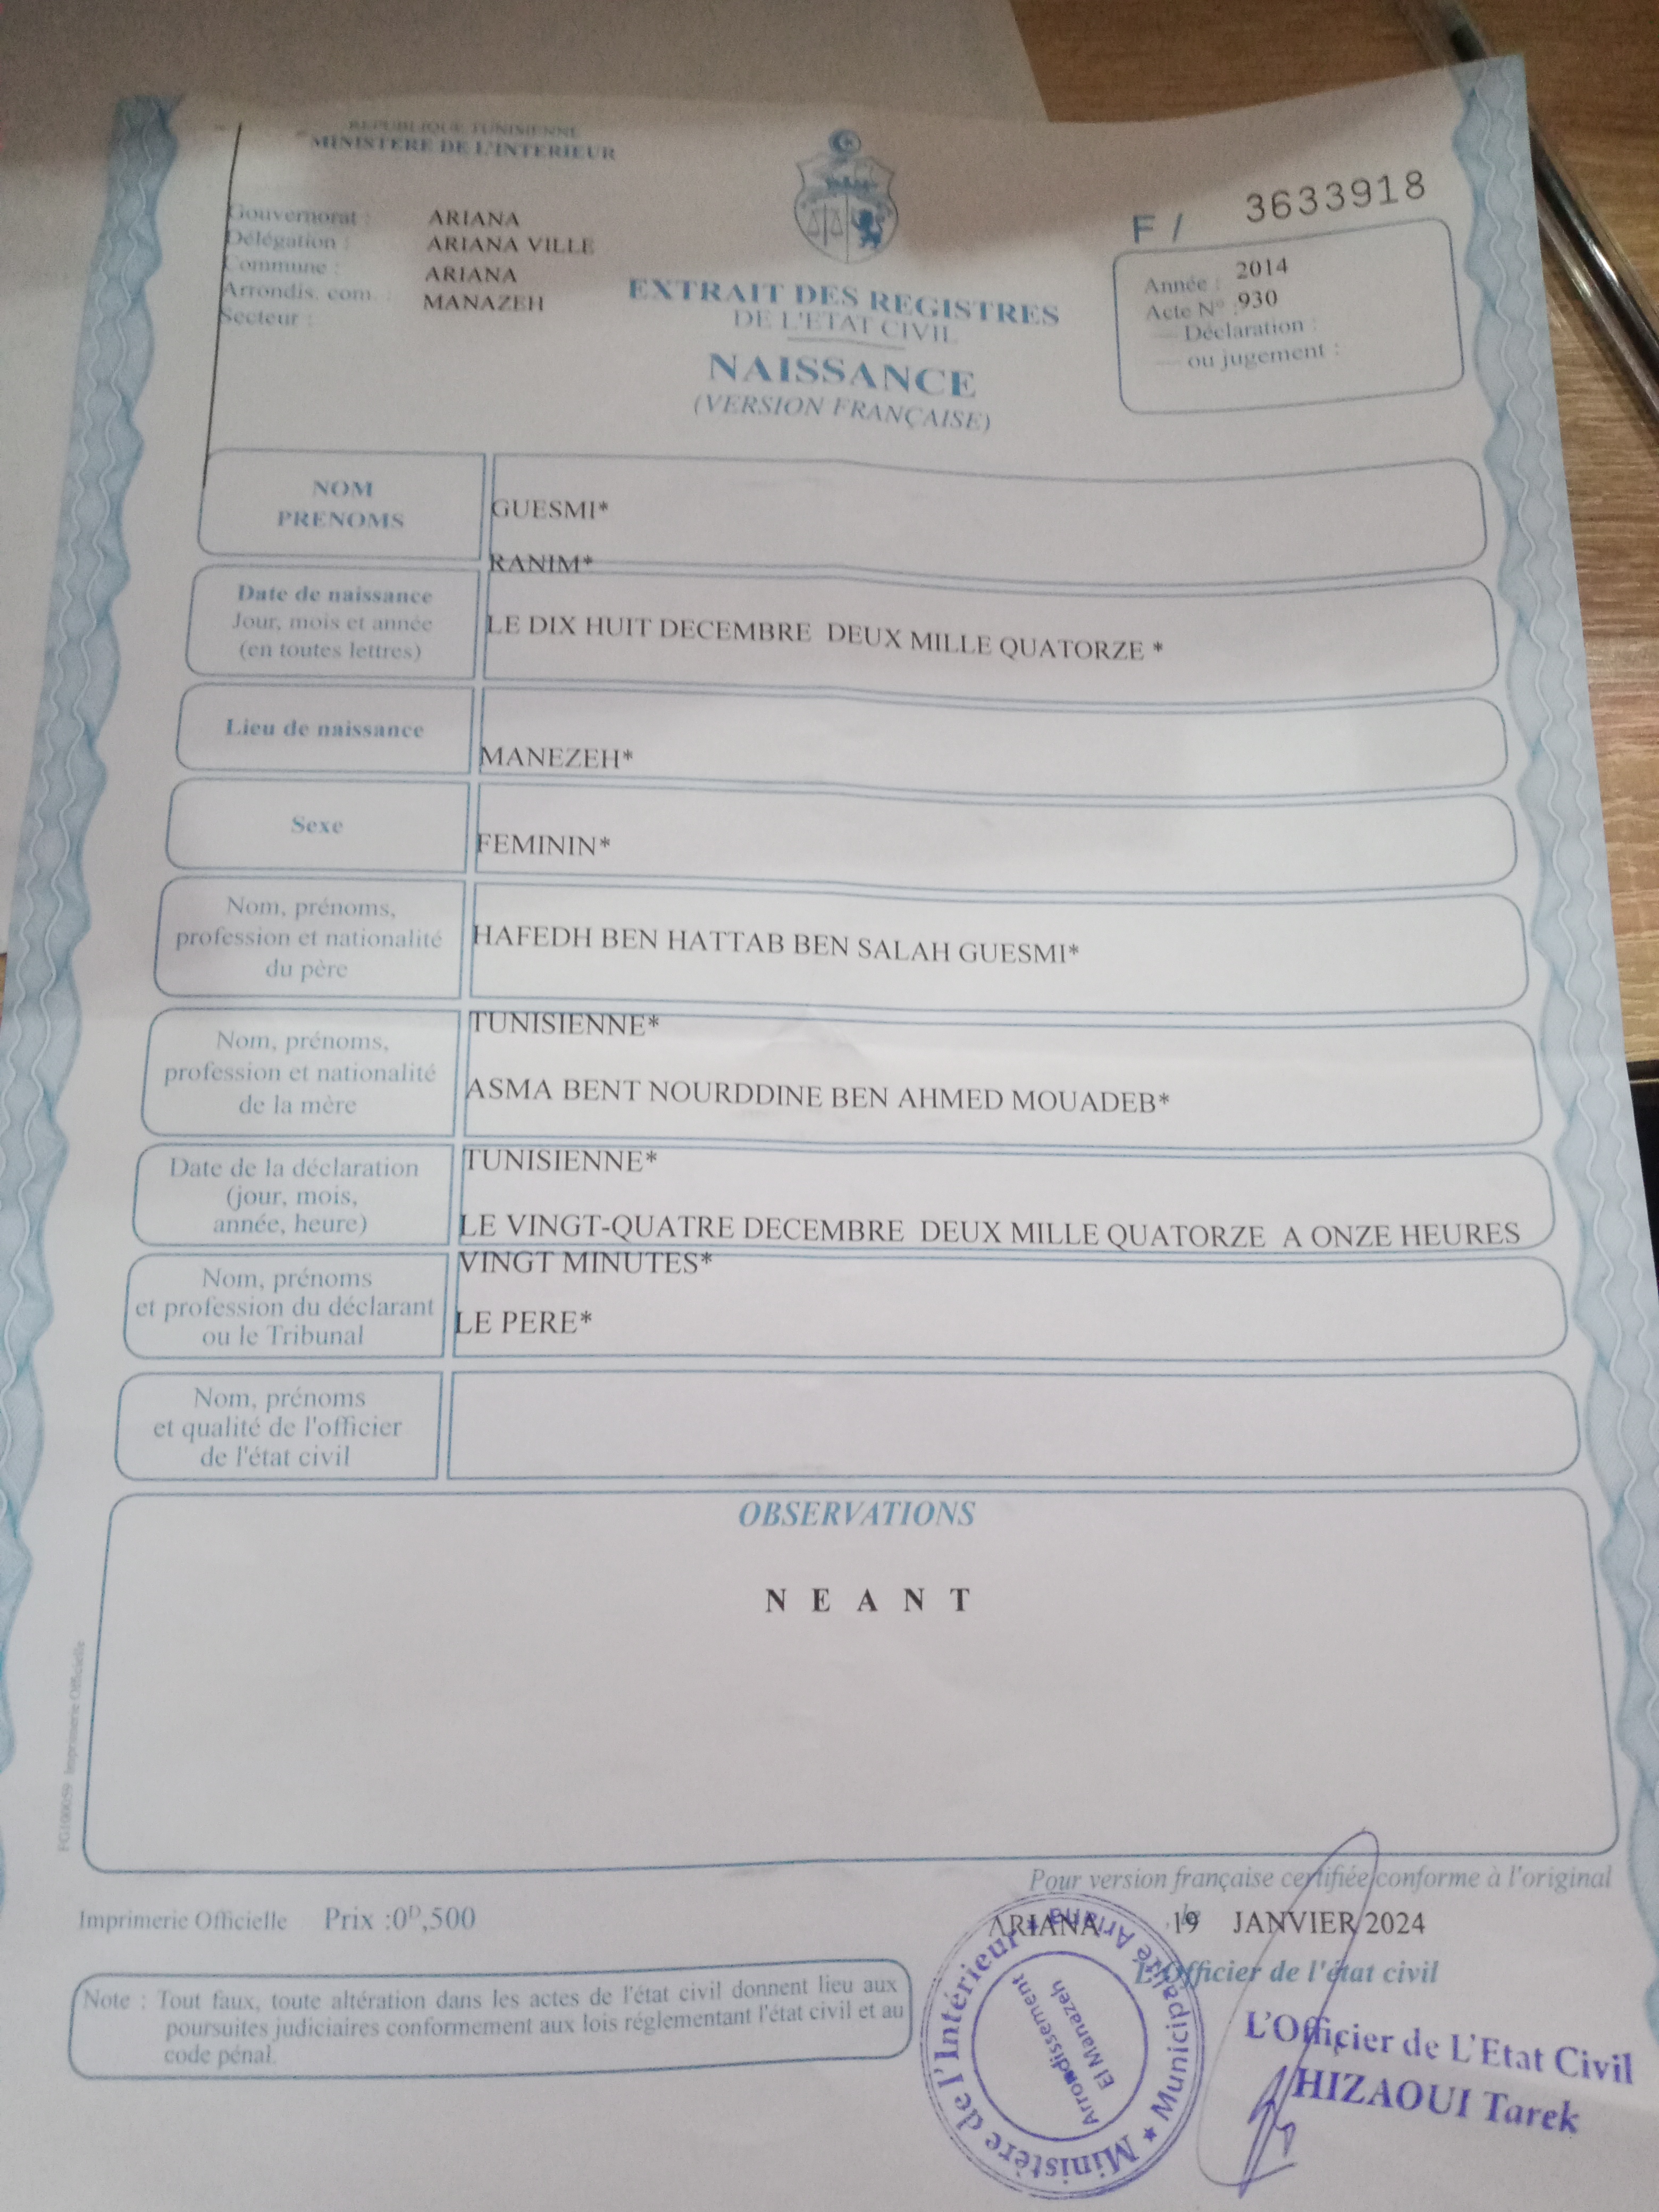 REPUBLIQUE TUNISIENNE
MINISTERE DE L'INTERIEUR
Gouvernorat : ARIANA
Délégation : ARIANA VILLE
Commune : ARIANA
Arrondis. com. : MANAZEH
Secteur :
F / 3633918
Année : 2014
Acte N° : 930
— Déclaration :
— ou jugement :
EXTRAIT DES REGISTRES
DE L'ETAT CIVIL
NAISSANCE
(VERSION FRANÇAISE)
NOM
PRENOMS
GUESMI*
RANIM*
Date de naissance
Jour, mois et année
(en toutes lettres)
LE DIX HUIT DECEMBRE DEUX MILLE QUATORZE *
Lieu de naissance
MANEZEH*
Sexe
FEMININ*
Nom, prénoms,
profession et nationalité
du père
HAFEDH BEN HATTAB BEN SALAH GUESMI*
TUNISIENNE*
Nom, prénoms,
profession et nationalité
de la mère
ASMA BENT NOURDDINE BEN AHMED MOUADEB*
TUNISIENNE*
Date de la déclaration
(jour, mois,
année, heure)
LE VINGT-QUATRE DECEMBRE DEUX MILLE QUATORZE A ONZE HEURES
VINGT MINUTES*
Nom, prénoms
et profession du déclarant
ou le Tribunal
LE PERE*
Nom, prénoms
et qualité de l'officier
de l'état civil
OBSERVATIONS
N E A N T
FG100059 Imprimerie Officielle
Pour version française certifiée conforme à l'original
ARIANA , le 19 JANVIER 2024
L'Officier de l'état civil
Imprimerie Officielle Prix :0ᴰ,500
Note : Tout faux, toute altération dans les actes de l'état civil donnent lieu aux
poursuites judiciaires conformement aux lois réglementant l'état civil et au
code pénal.
★ Ministère de l'Intérieur ★ Municipalité Ariana
Arrondissement
El Manazeh
L'Officier de L'Etat Civil
HIZAOUI Tarek